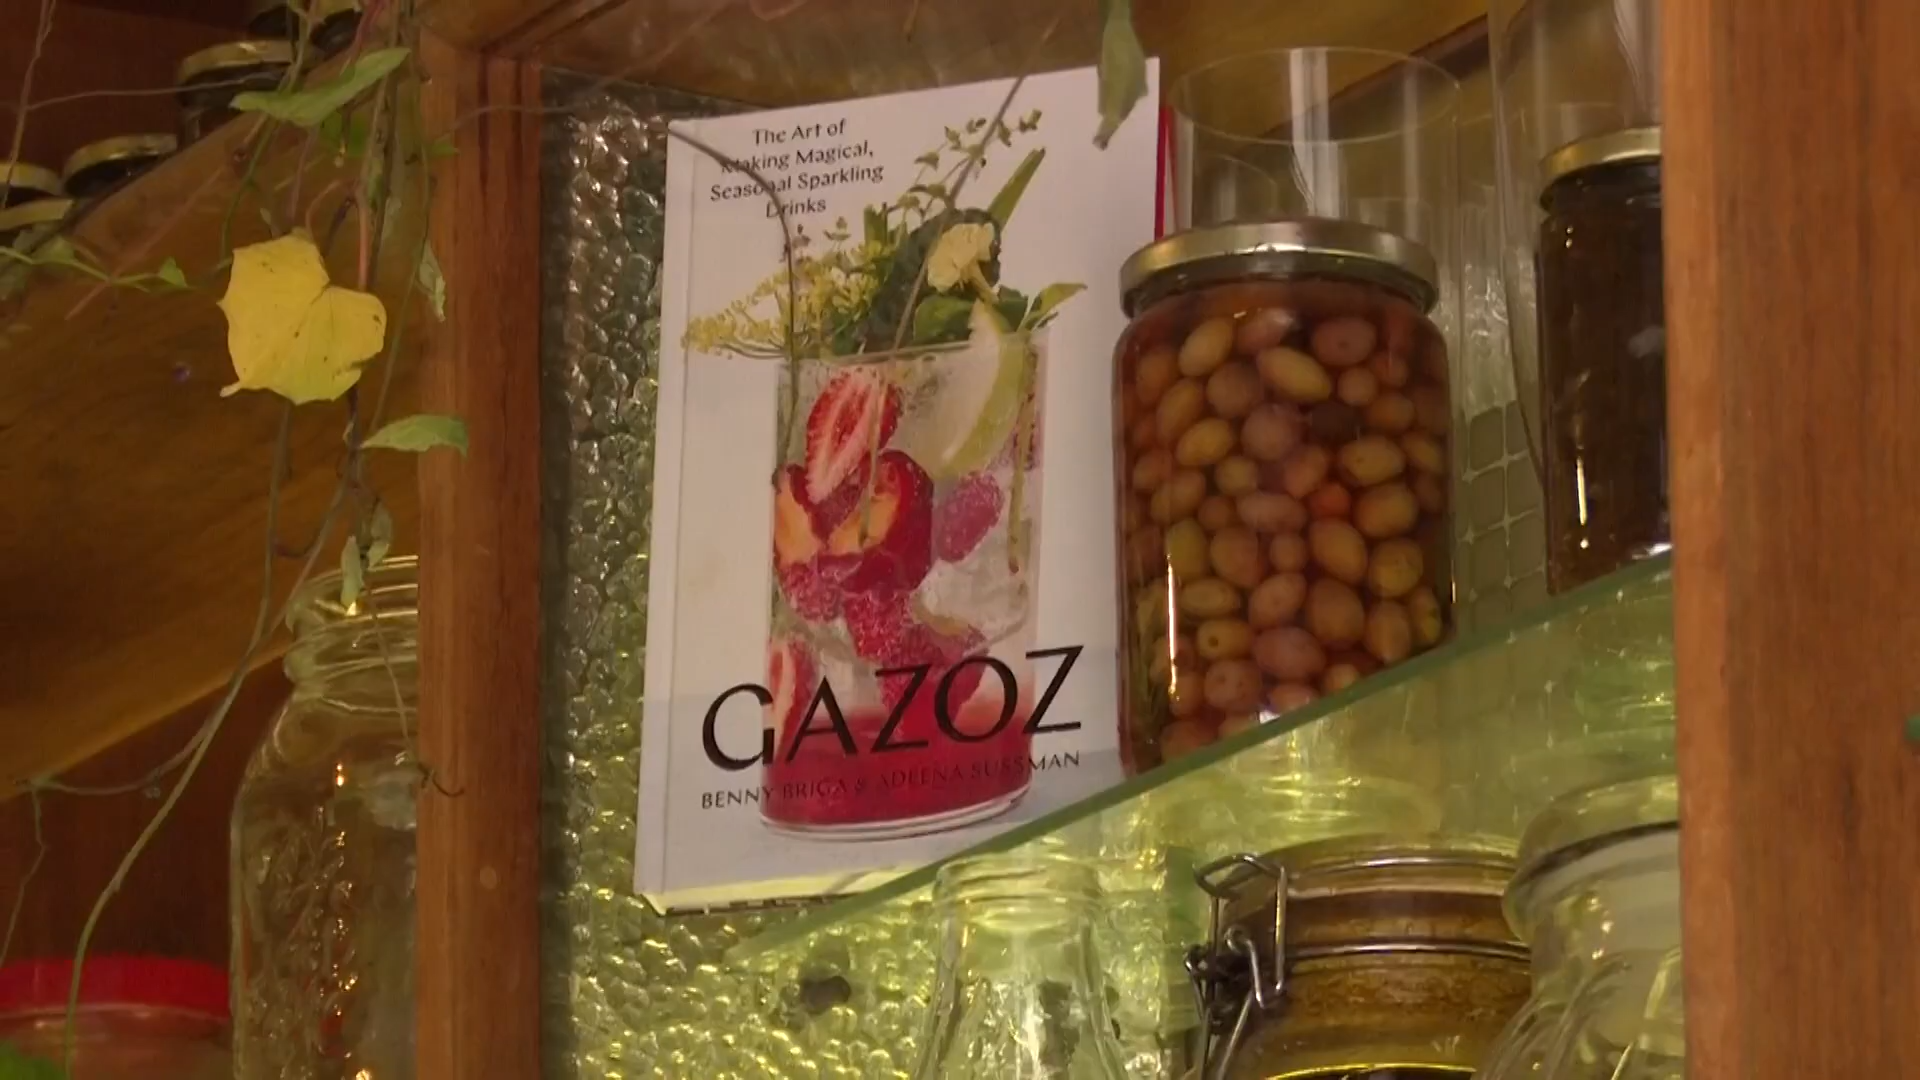 The Art of
Making Magical,
Seasonal Sparkling
Drinks
GAZOZ
BENNY BRIGA & ADEENA SUSSMAN